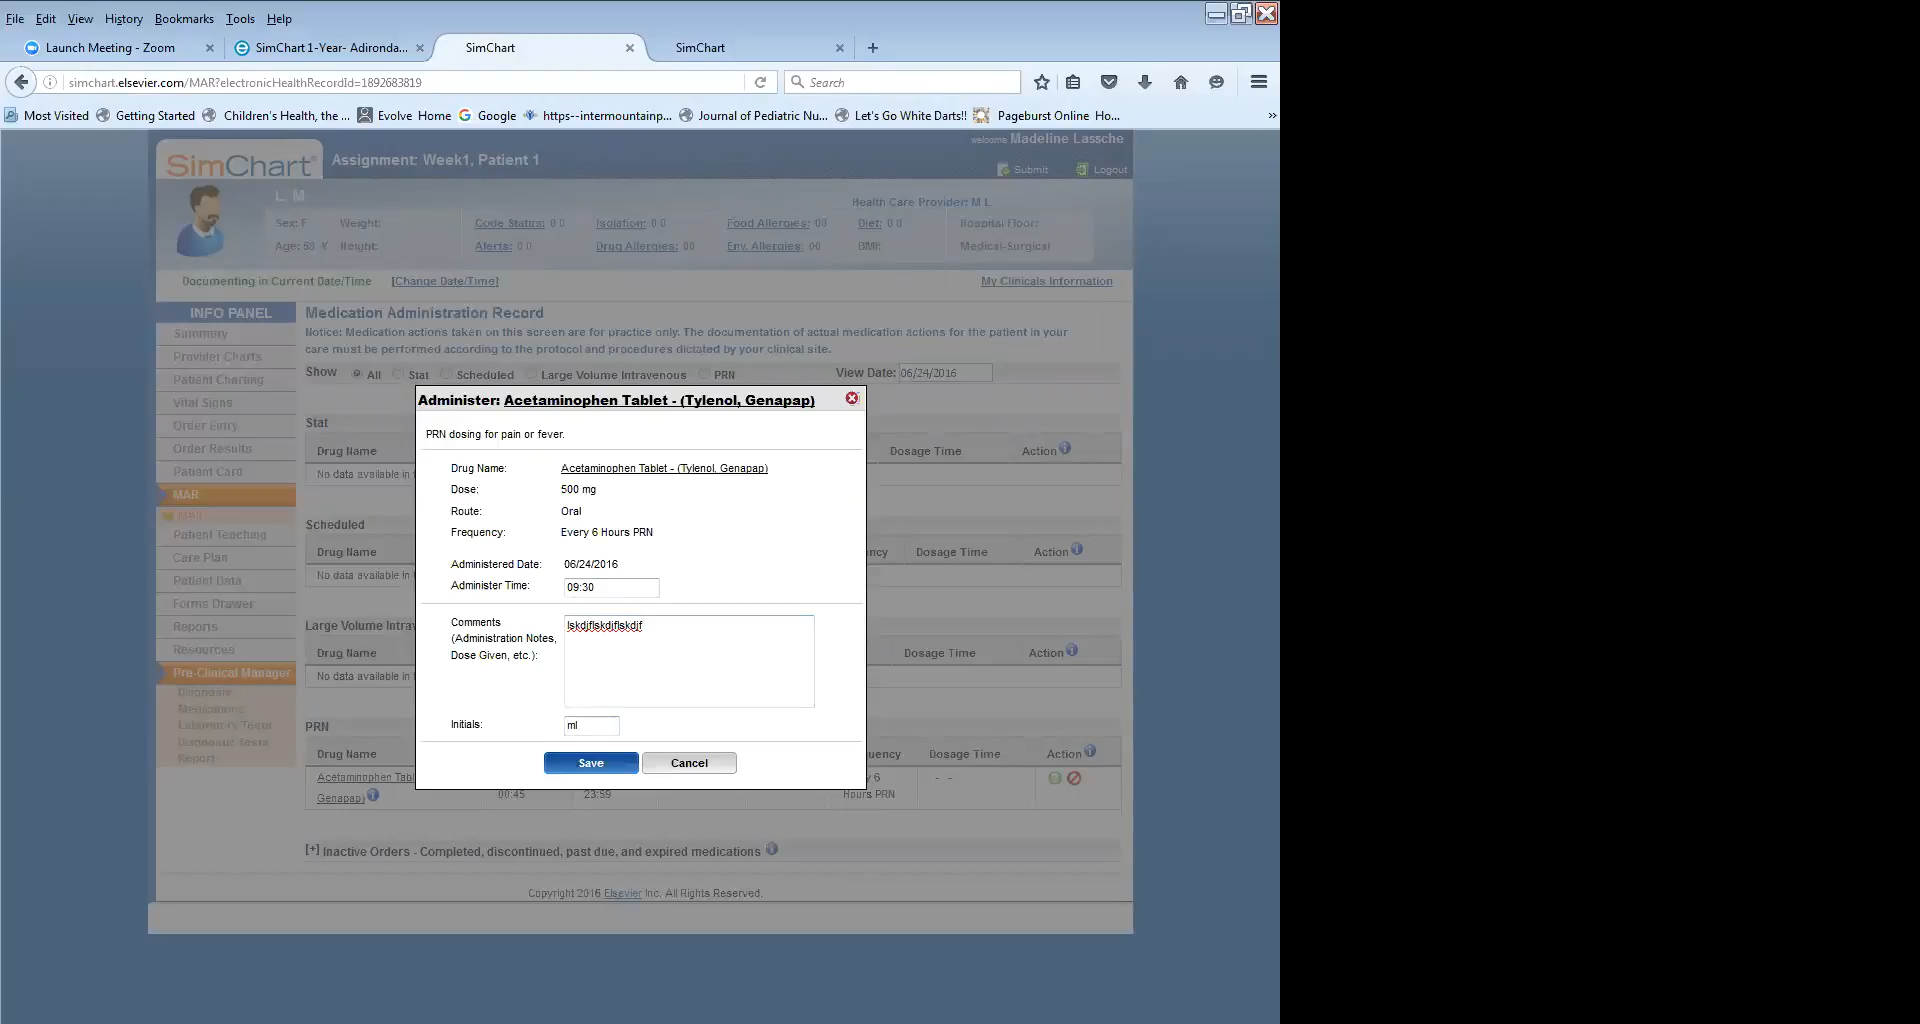 File Edit View History Bookmarks Tools Help
Launch Meeting - Zoom SimChart 1-Year- Adironda... SimChart SimChart
simchart.elsevier.com/MAR?electronicHealthRecordId=1892683819 Search
Most Visited Getting Started Children's Health, the ... Evolve Home Google https--intermountainp... Journal of Pediatric Nu... Let's Go White Darts!! Pageburst Online Ho... »
welcome Madeline Lassche
SimChart® Assignment: Week1, Patient 1
Submit Logout
L, M
Health Care Provider: M L
Sex: F Weight: Code Status: 0 0 Isolation: 0 0 Food Allergies: 00 Diet: 0 0 Hospital Floor:
Age: 58 Y Height: Alerts: 0 0 Drug Allergies: 00 Env. Allergies: 00 BMI: Medical-Surgical
Documenting in Current Date/Time [Change Date/Time] My Clinicals Information
INFO PANEL
Summary
Provider Charts
Patient Charting
Vital Signs
Order Entry
Order Results
Patient Card
MAR
MAR
Patient Teaching
Care Plan
Patient Data
Forms Drawer
Reports
Resources
Pre-Clinical Manager
Diagnosis
Medications
Laboratory Tests
Diagnostic Tests
Report
Medication Administration Record
Notice: Medication actions taken on this screen are for practice only. The documentation of actual medication actions for the patient in your
care must be performed according to the protocol and procedures dictated by your clinical site.
Show All Stat Scheduled Large Volume Intravenous PRN View Date: 06/24/2016
Stat
Drug Name Dosage Time Action
No data available in
Scheduled
Drug Name Dosage Time Action
No data available in
Large Volume
Drug Name Dosage Time Action
No data available in
PRN
Drug Name Dosage Time Action
Acetaminophen - -
Genapap) 00:45 23:59 Hours PRN
[+] Inactive Orders - Completed, discontinued, past due, and expired medications
Copyright 2016 Elsevier Inc. All Rights Reserved.
Administer: Acetaminophen Tablet - (Tylenol, Genapap)
PRN dosing for pain or fever.
Drug Name: Acetaminophen Tablet - (Tylenol, Genapap)
Dose: 500 mg
Route: Oral
Frequency: Every 6 Hours PRN
Administered Date: 06/24/2016
Administer Time: 09:30
Comments lskdjflskdjflskdjf
(Administration Notes,
Dose Given, etc.):
Initials: ml
Save Cancel